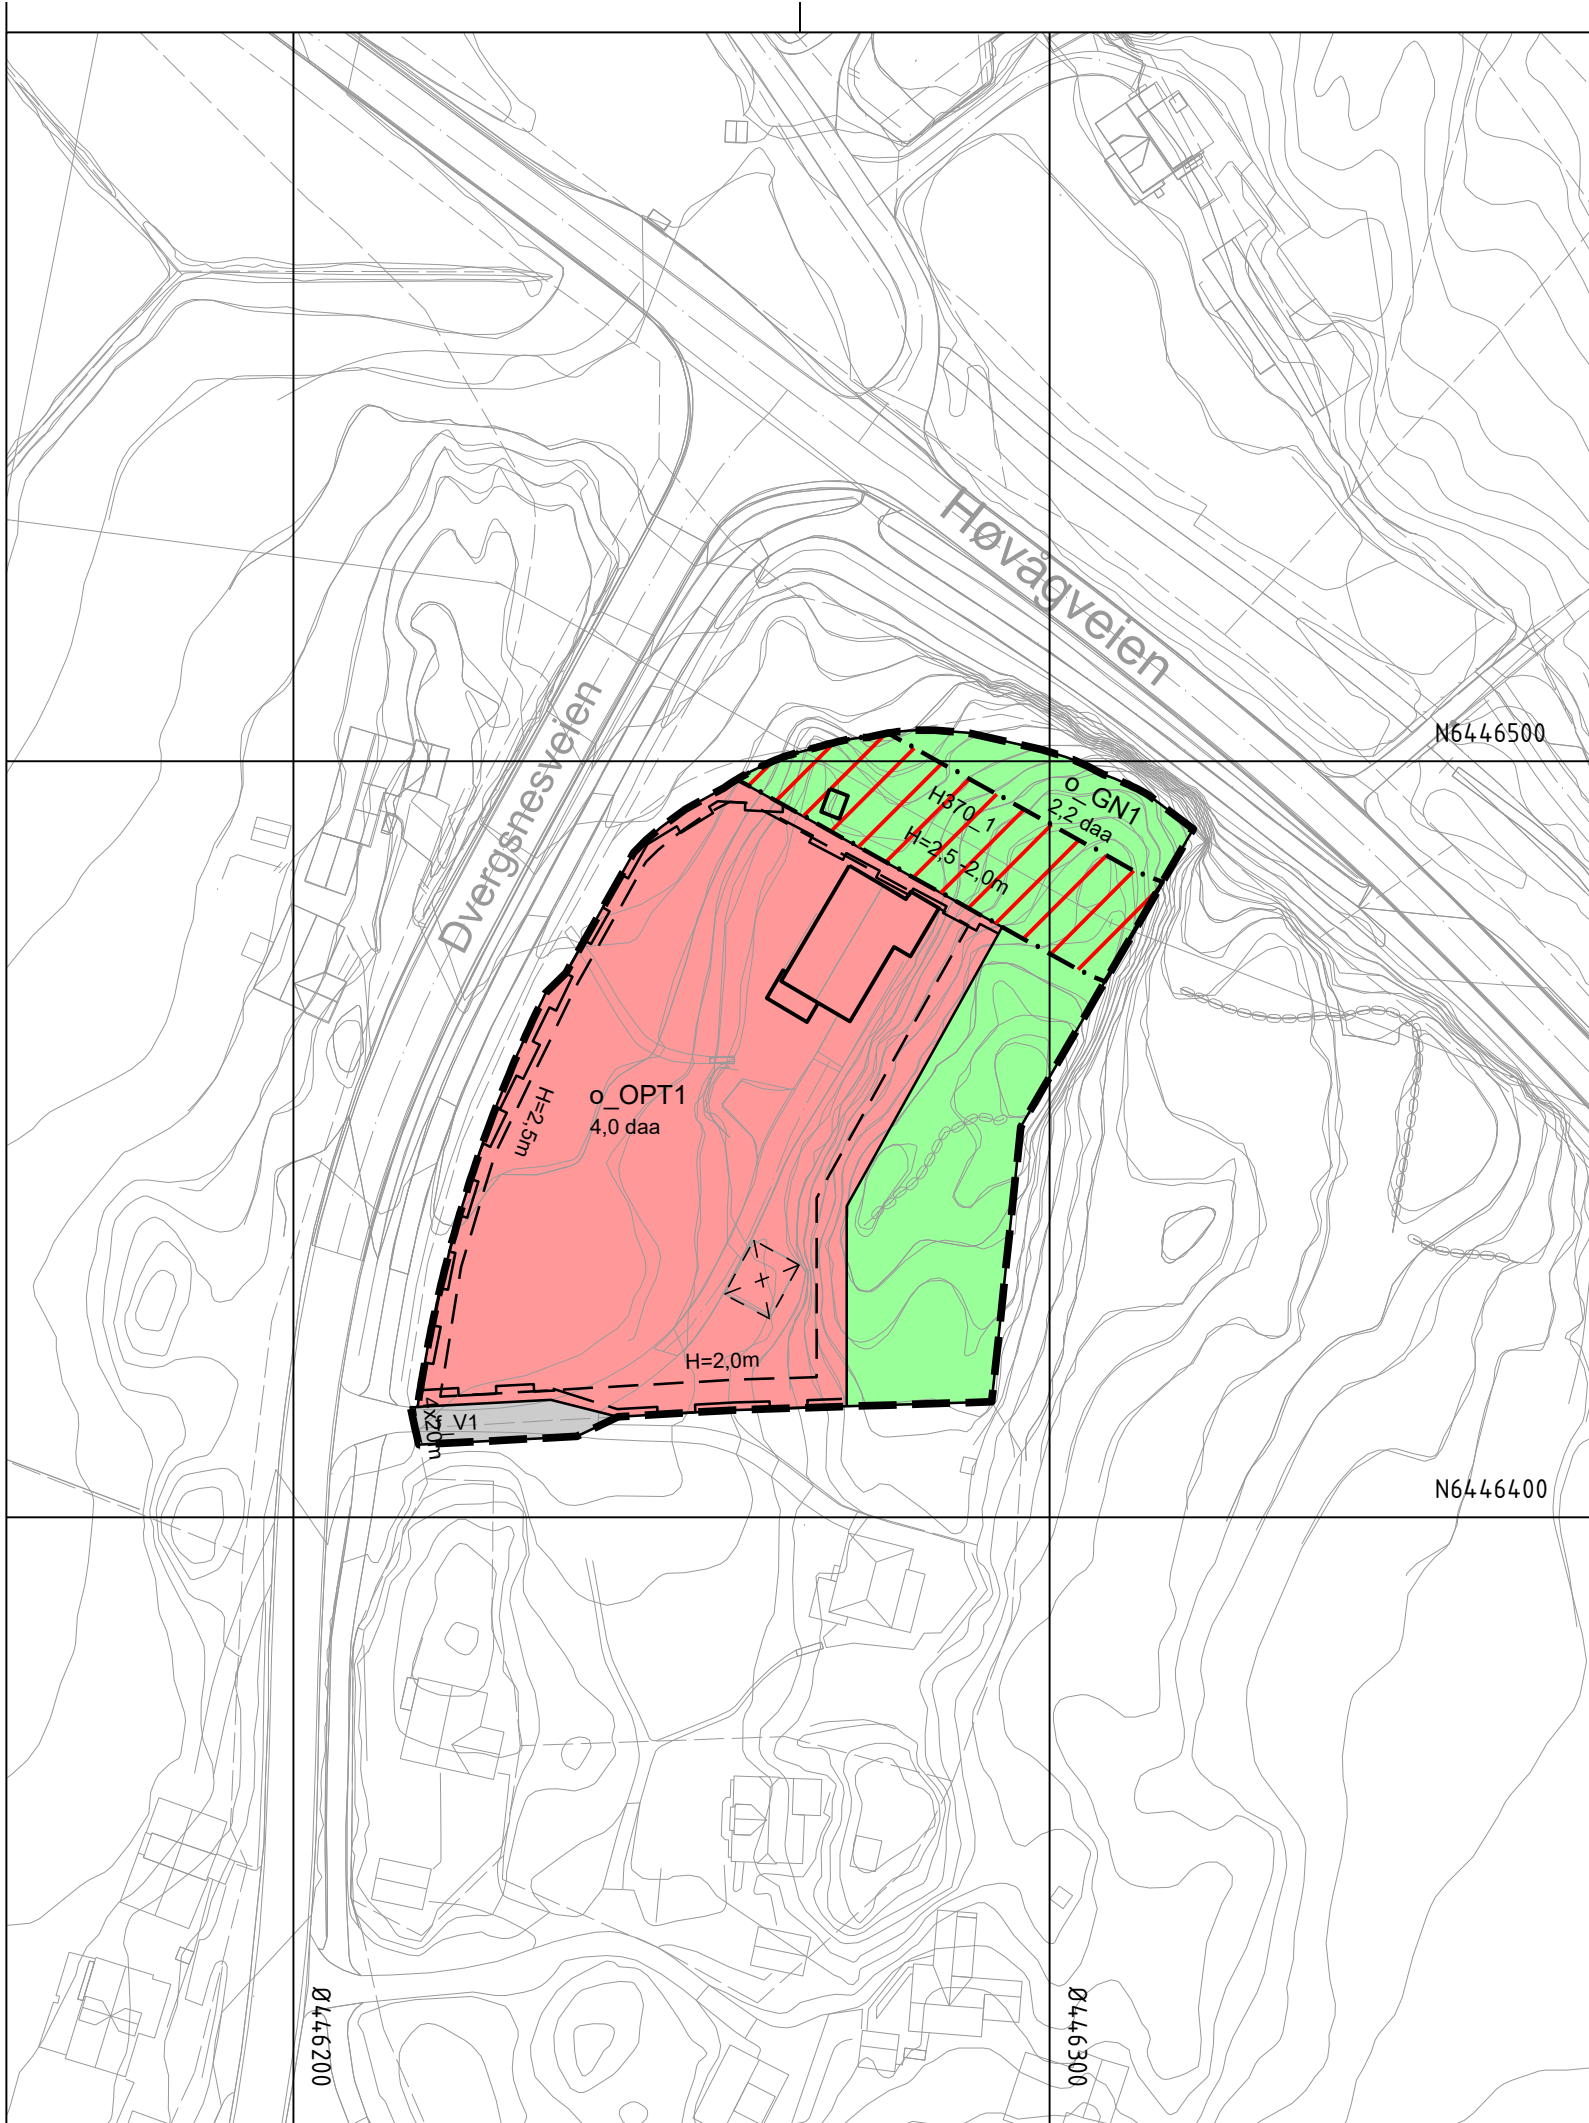 Høvågveien
Dvergsnesveien
N6446500
o_GN1
2,2 daa
H370_1
H=2,5-2,0m
o_OPT1
4,0 daa
H=2,5m
H=2,0m
f_V1
4x20m
N6446400
Ø446200
Ø446300